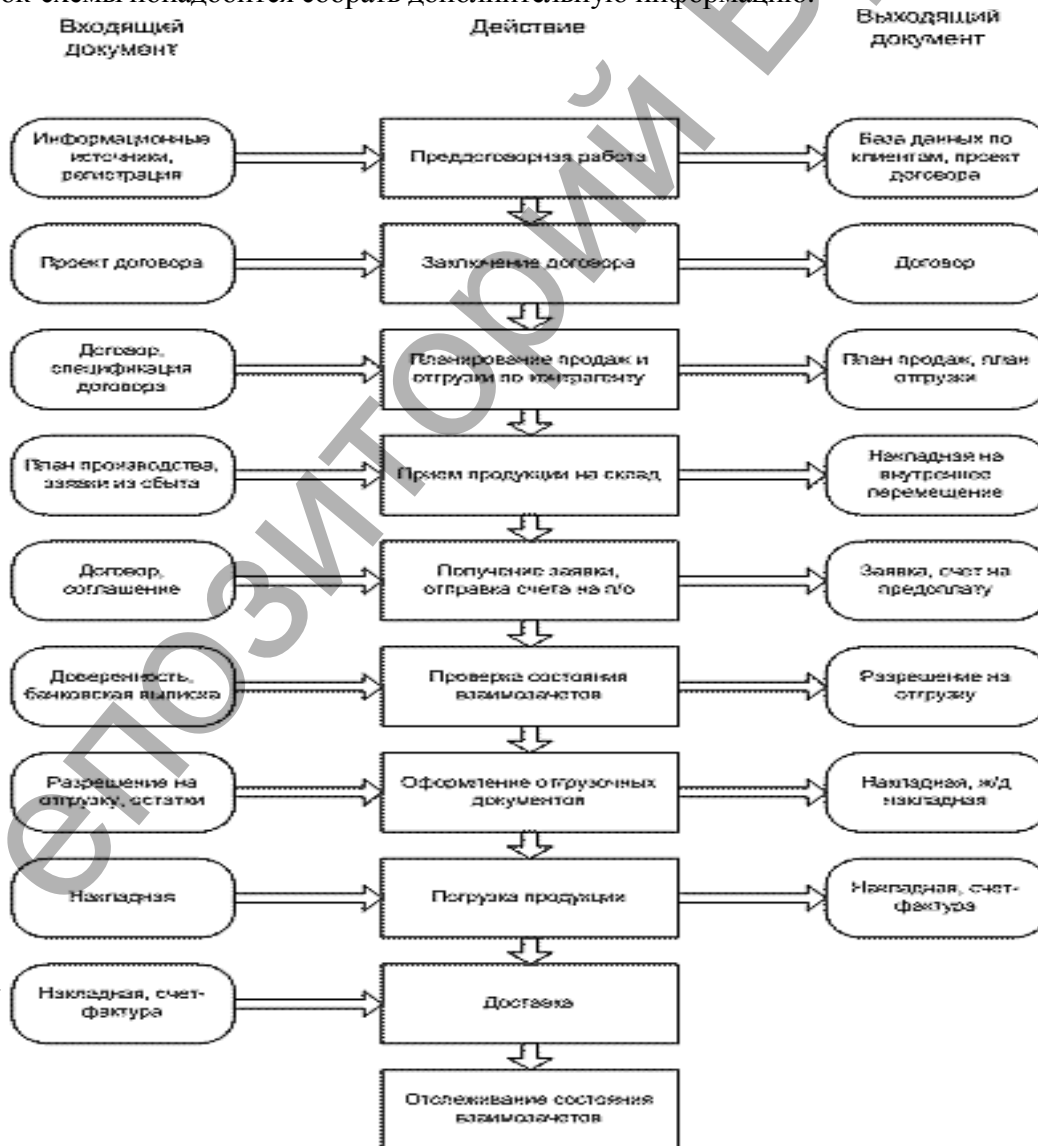 ок-схемы понадобится собрать дополнительную информацию.
Входящий
документ
Действие
Выходящий
документ
Информационные
источники,
регистрация
Преддоговорная работа
База данных по
клиентам, проект
договора
Проект договора
Заключение договора
Договор
Договор,
спецификация
договора
Планирование продаж и
отгрузки по контрагенту
План продаж, план
отгрузки
План производства,
заявки из сбыта
Прием продукции на склад
Накладная на
внутреннее
перемещение
Договор,
соглашение
Получение заявки,
отправка счета на п/о
Заявка, счет на
предоплату
Доверенность,
банковская выписка
Проверка состояния
взаимозачетов
Разрешение на
отгрузку
Разрешение на
отгрузку, остатки
Оформление отгрузочных
документов
Накладная, ж/д
накладная
Накладная
Погрузка продукции
Накладная, счет-
фактура
Накладная, счет-
фактура
Доставка
Отслеживание состояния
взаимозачетов
епозиторий В